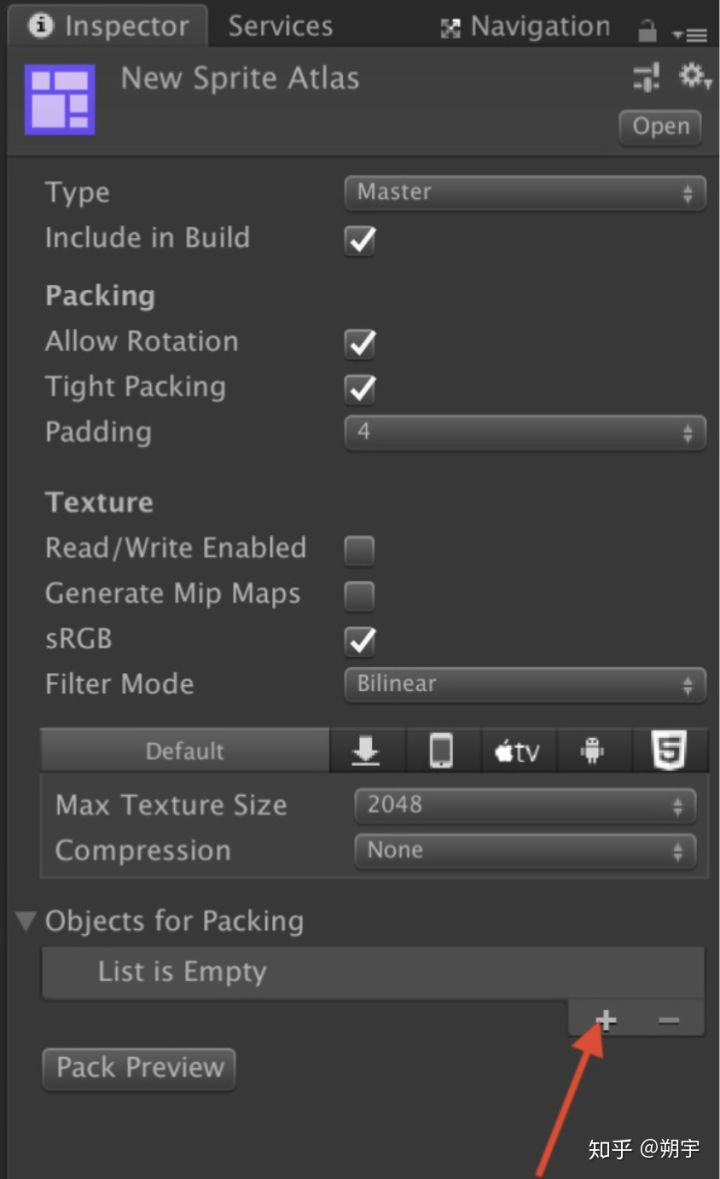 Inspector Services Navigation
New Sprite Atlas
Open
Type Master
Include in Build
Packing
Allow Rotation
Tight Packing
Padding 4
Texture
Read/Write Enabled
Generate Mip Maps
sRGB
Filter Mode Bilinear
Default tv 5
Max Texture Size 2048
Compression None
Objects for Packing
List is Empty
Pack Preview
知乎 @朔宇